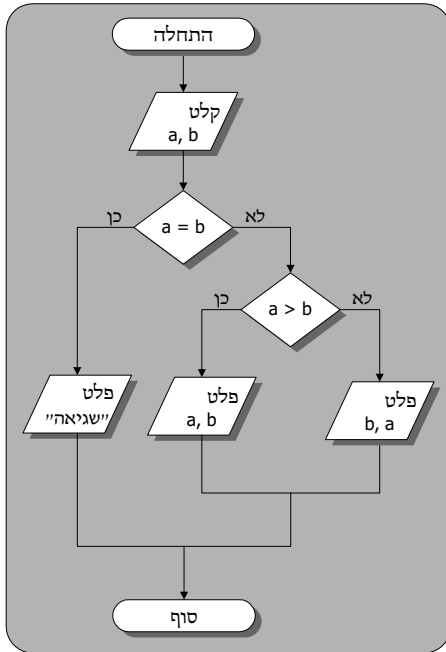 התחלה
קלט
a, b
כן
a = b
לא
כן
a > b
לא
פלט
״שגיאה״
פלט
a, b
פלט
b, a
סוף